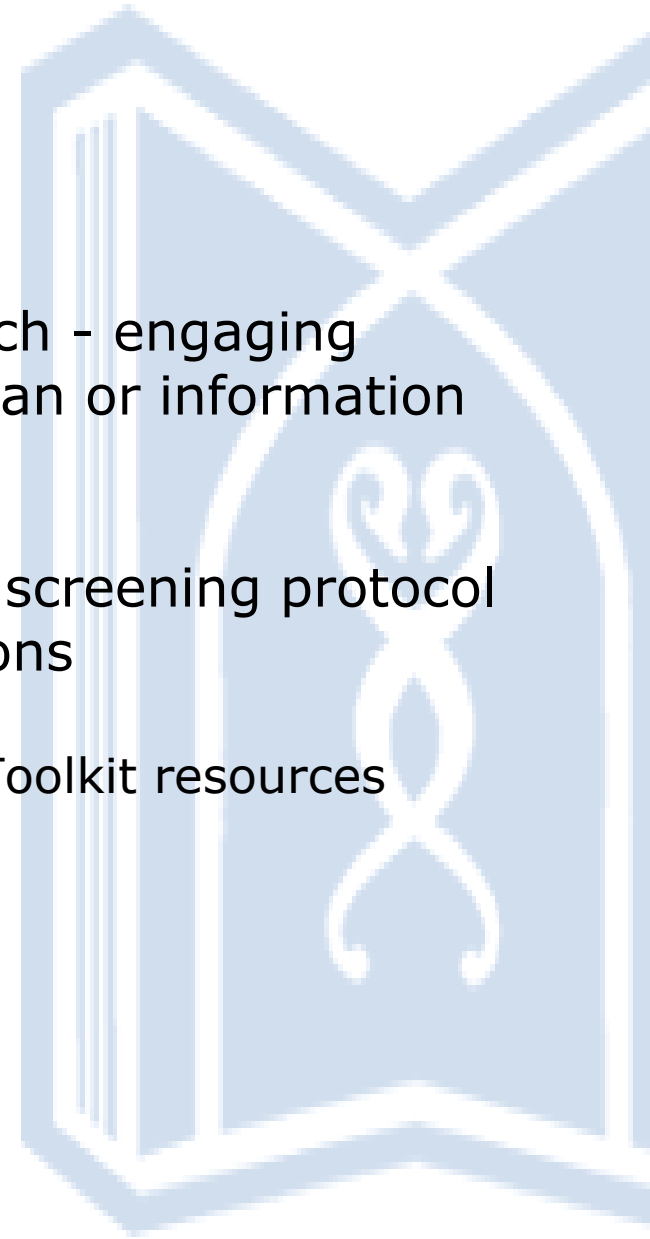 ch - engaging
an or information
screening protocol
ons
Toolkit resources